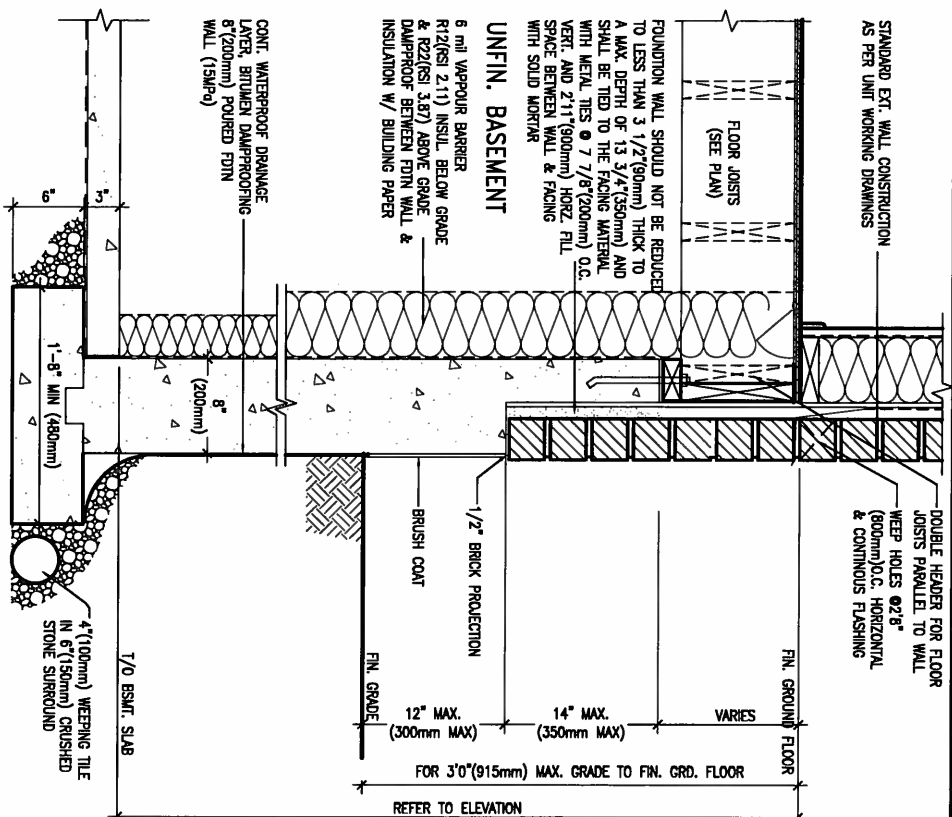 STANDARD EXT. WALL CONSTRUCTION
AS PER UNIT WORKING DRAWINGS
FLOOR JOISTS
(SEE PLAN)
FOUNDTION WALL SHOULD NOT BE REDUCED
TO LESS THAN 3 1/2"(90mm) THICK TO
A MAX. DEPTH OF 13 3/4"(350mm) AND
SHALL BE TIED TO THE FACING MATERIAL
WITH METAL TIES @ 7 7/8"(200mm) O.C.
VERT. AND 2'11"(900mm) HORZ. FILL
SPACE BETWEEN WALL & FACING
WITH SOLID MORTAR
UNFIN. BASEMENT
6 mil VAPPOUR BARRIER
R12(RSI 2.11) INSUL BELOW GRADE
& R22(RSI 3.87) ABOVE GRADE
DAMPPROOF BETWEEN FDTN WALL &
INSULATION W/ BUILDING PAPER
CONT. WATERPROOF DRAINAGE
LAYER, BITUMEN DAMPPROOFING
8"(200mm) POURED FDTN
WALL (15MPa)
6"
3"
1'-8" MIN (480mm)
8"
(200mm)
DOUBLE HEADER FOR FLOOR
JOISTS PARALLEL TO WALL
WEEP HOLES @2'8"
(800mm)O.C. HORIZONTAL
& CONTINOUS FLASHING
1/2" BRICK PROJECTION
BRUSH COAT
4"(100mm) WEEPING TILE
IN 6"(150mm) CRUSHED
STONE SURROUND
FIN. GROUND FLOOR
FIN. GRADE
T/O BSMT. SLAB
12" MAX.
(300mm MAX)
14" MAX.
(350mm MAX)
VARIES
FOR 3'0"(915mm) MAX. GRADE TO FIN. GRD. FLOOR
REFER TO ELEVATION